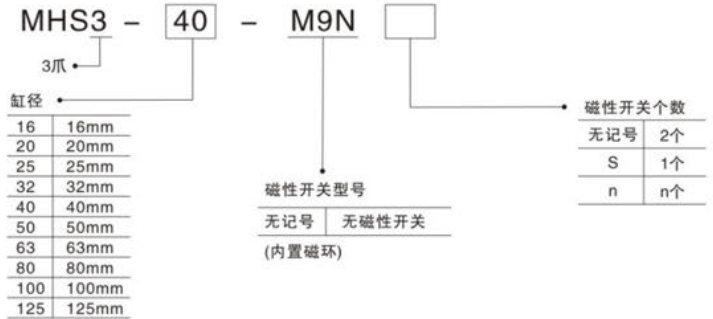 MHS3 – 40 – M9N
3爪
缸径
16 16mm
20 20mm
25 25mm
32 32mm
40 40mm
50 50mm
63 63mm
80 80mm
100 100mm
125 125mm
磁性开关型号
无记号 无磁性开关
(内置磁环)
磁性开关个数
无记号 2个
S 1个
n n个